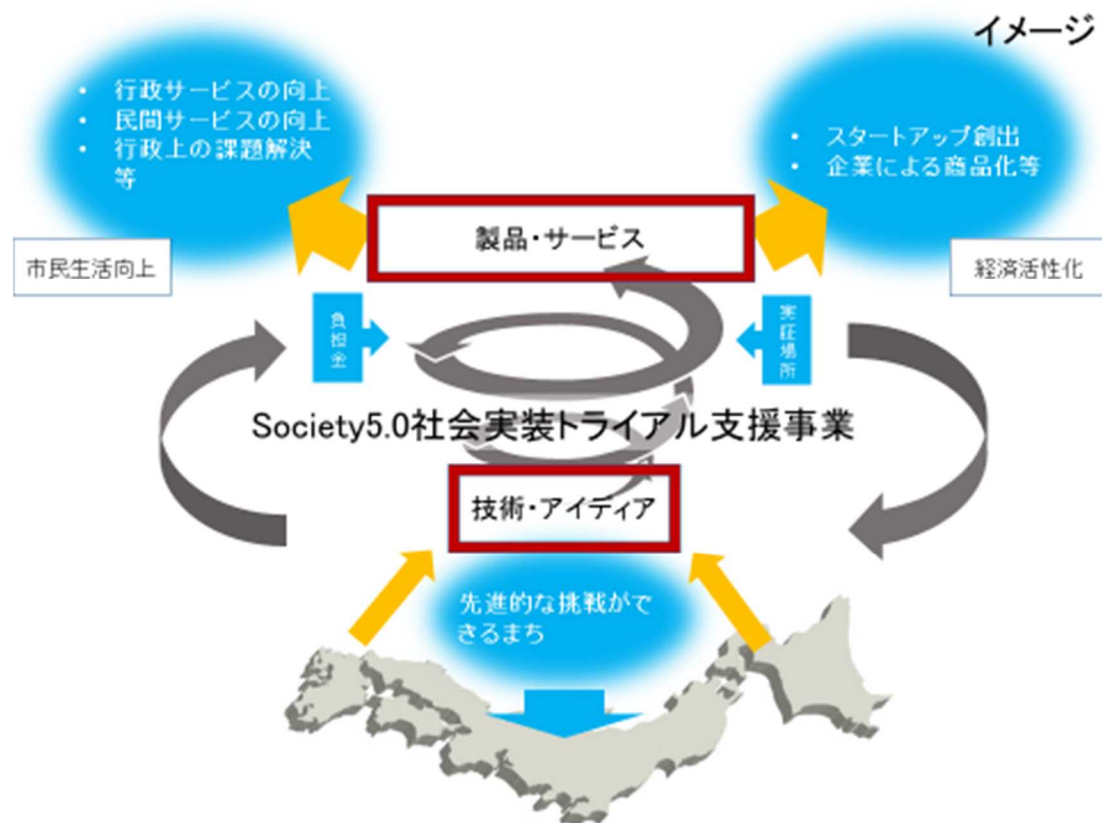 イメージ
・ 行政サービスの向上
・ 民間サービスの向上
・ 行政上の課題解決
等
・ スタートアップ創出
・ 企業による商品化等
製品・サービス
市民生活向上
経済活性化
負担金
実証場所
Society5.0社会実装トライアル支援事業
技術・アイディア
先進的な挑戦がで
きるまち